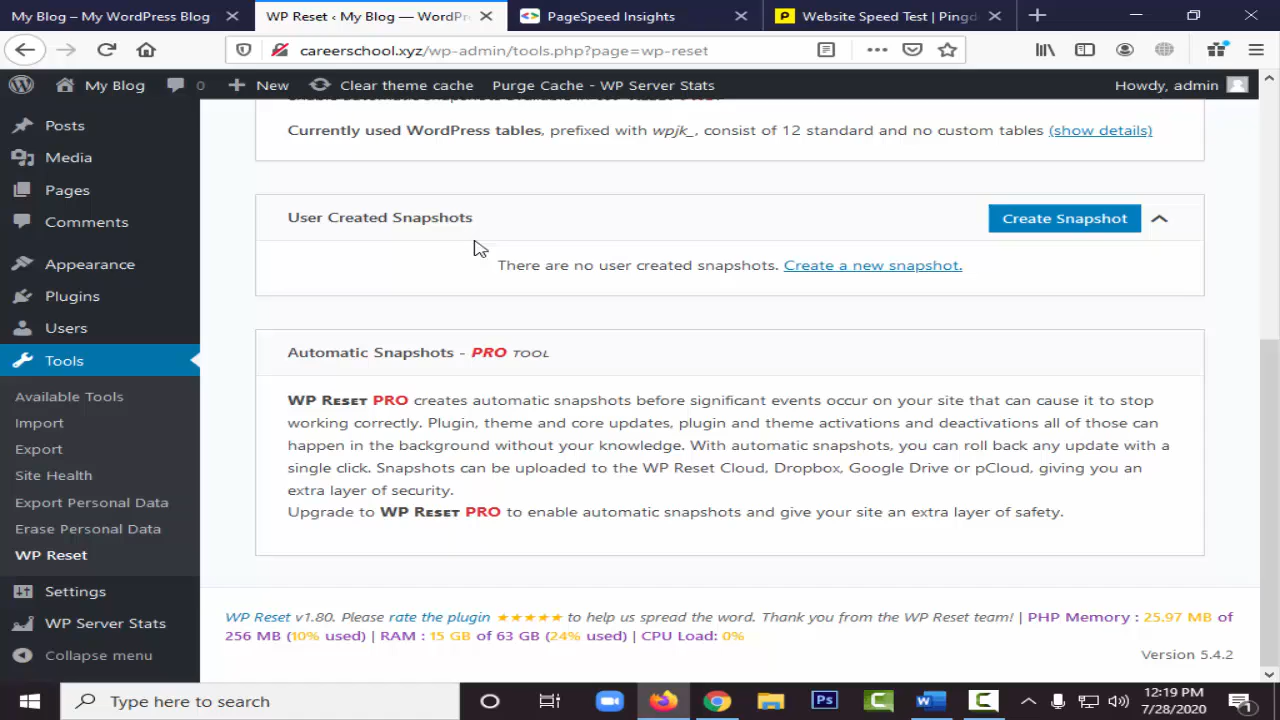 My Blog – My WordPress Blog
WP Reset ‹ My Blog — WordPr
PageSpeed Insights
Website Speed Test | Pingd
careerschool.xyz/wp-admin/tools.php?page=wp-reset
My Blog
0
New
Clear theme cache
Purge Cache - WP Server Stats
Howdy, admin
Posts
Media
Pages
Comments
Appearance
Plugins
Users
Tools
Available Tools
Import
Export
Site Health
Export Personal Data
Erase Personal Data
WP Reset
Settings
WP Server Stats
Collapse menu
Currently used WordPress tables, prefixed with wpjk_, consist of 12 standard and no custom tables (show details)
User Created Snapshots
Create Snapshot
There are no user created snapshots. Create a new snapshot.
Automatic Snapshots - PRO TOOL
WP RESET PRO creates automatic snapshots before significant events occur on your site that can cause it to stop
working correctly. Plugin, theme and core updates, plugin and theme activations and deactivations all of those can
happen in the background without your knowledge. With automatic snapshots, you can roll back any update with a
single click. Snapshots can be uploaded to the WP Reset Cloud, Dropbox, Google Drive or pCloud, giving you an
extra layer of security.
Upgrade to WP RESET PRO to enable automatic snapshots and give your site an extra layer of safety.
WP Reset v1.80. Please rate the plugin ★★★★★ to help us spread the word. Thank you from the WP Reset team! | PHP Memory : 25.97 MB of
256 MB (10% used) | RAM : 15 GB of 63 GB (24% used) | CPU Load: 0%
Version 5.4.2
Type here to search
Ps
12:19 PM
7/28/2020
1